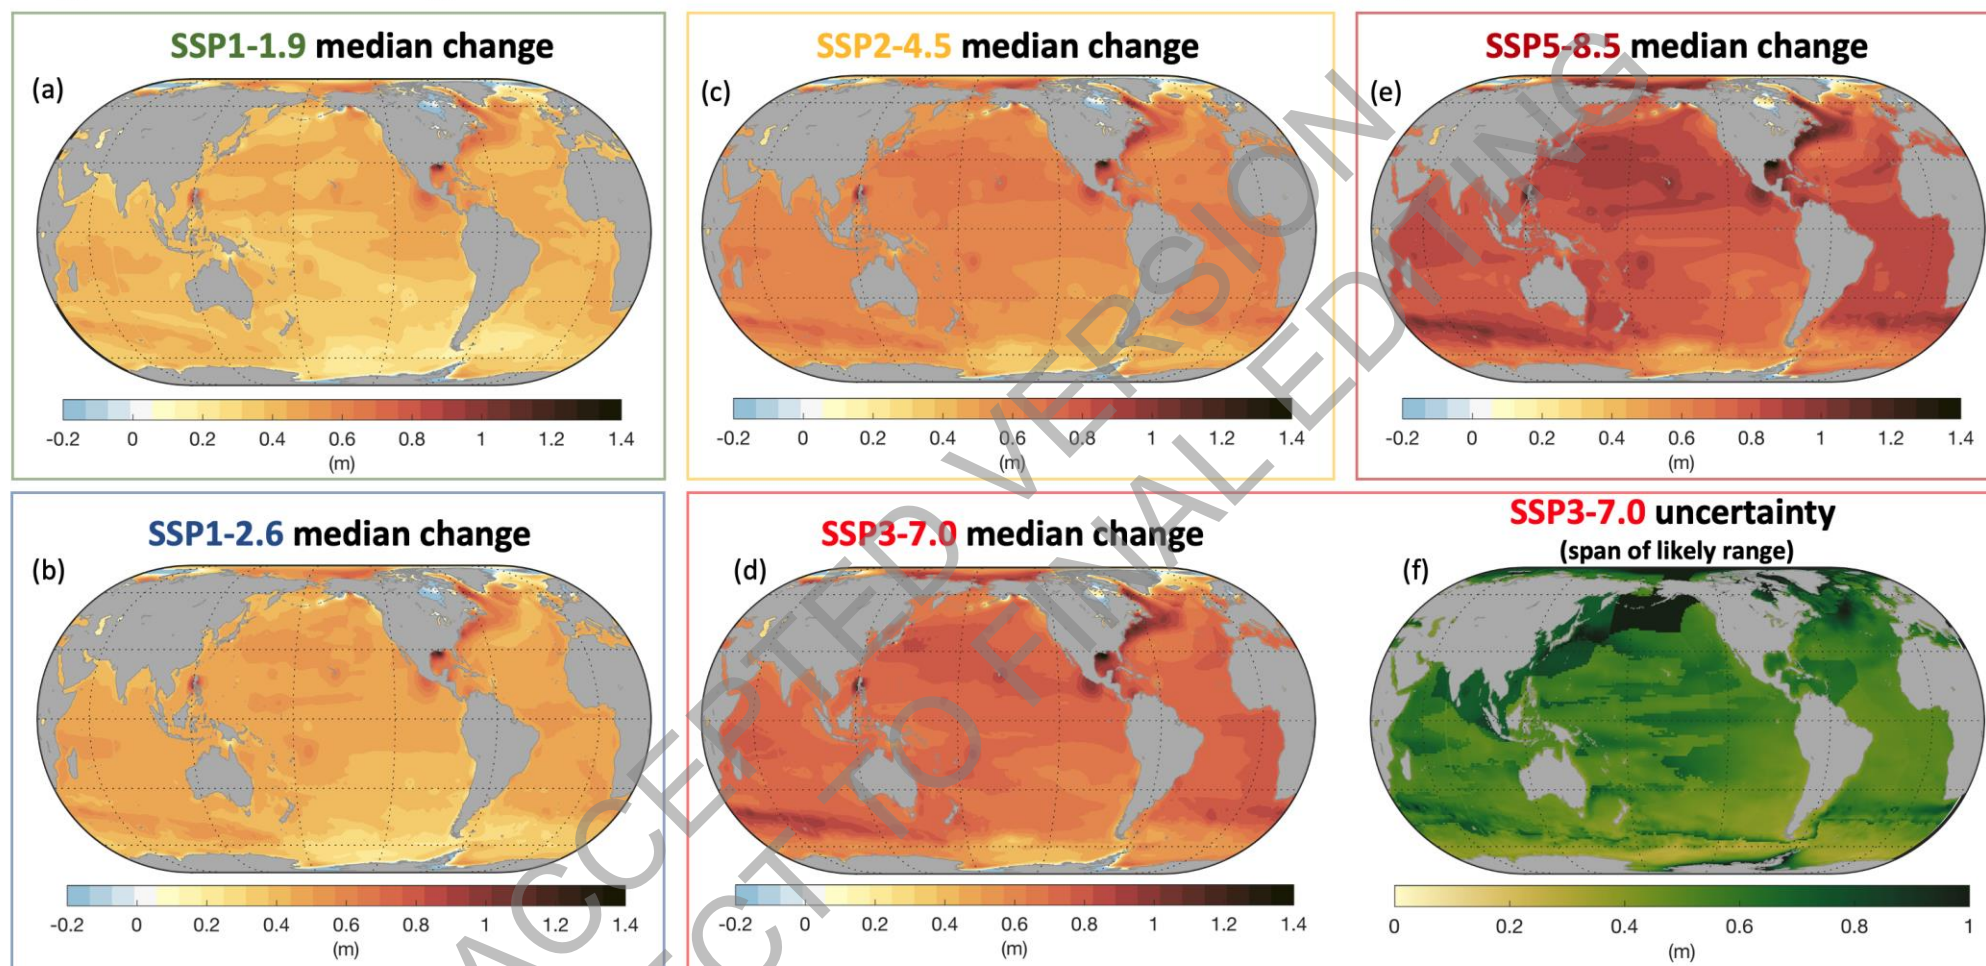 SSP1-1.9 median change
(a)
-0.2 0 0.2 0.4 0.6 0.8 1 1.2 1.4
(m)
SSP2-4.5 median change
(c)
-0.2 0 0.2 0.4 0.6 0.8 1 1.2 1.4
(m)
SSP5-8.5 median change
(e)
-0.2 0 0.2 0.4 0.6 0.8 1 1.2 1.4
(m)
SSP1-2.6 median change
(b)
-0.2 0 0.2 0.4 0.6 0.8 1 1.2 1.4
(m)
SSP3-7.0 median change
(d)
-0.2 0 0.2 0.4 0.6 0.8 1 1.2 1.4
(m)
SSP3-7.0 uncertainty
(span of likely range)
(f)
0 0.2 0.4 0.6 0.8 1
(m)
ACCEPTED VERSION
TO FINAL EDITING